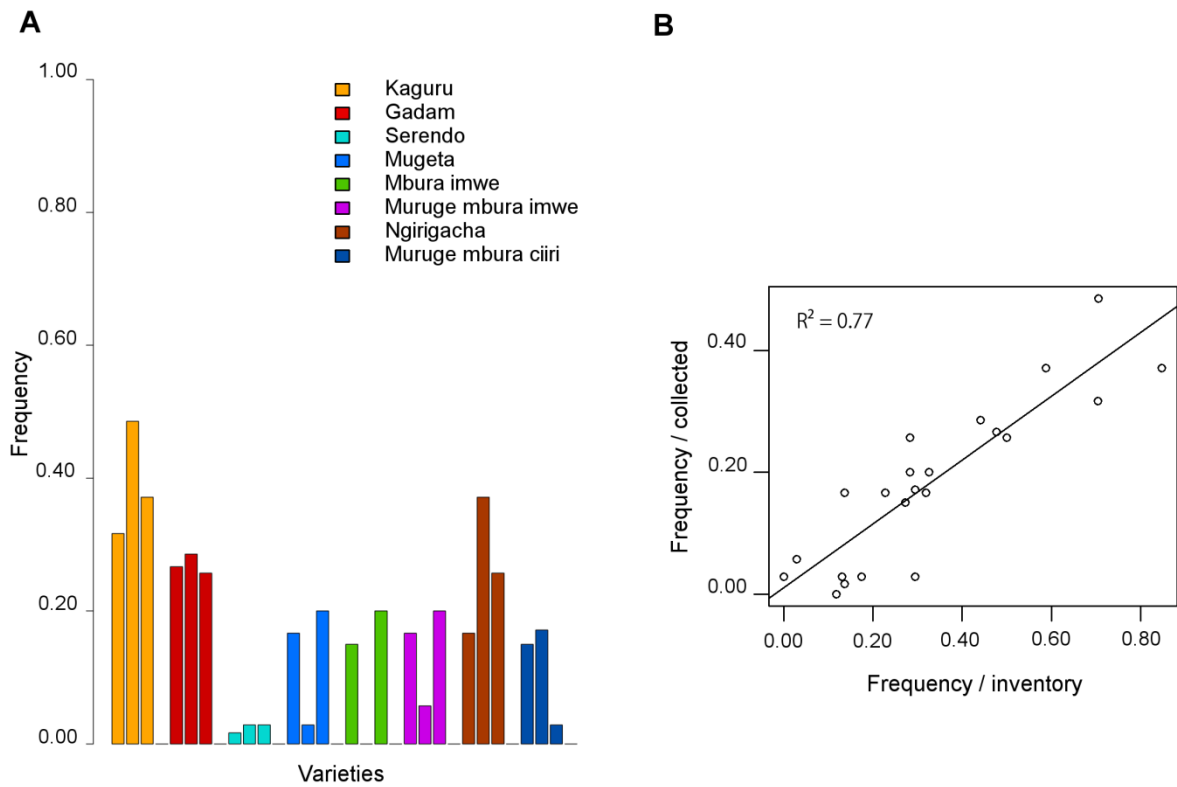 A
1.00
0.80
0.60
0.40
0.20
0.00
Frequency
Varieties
Kaguru
Gadam
Serendo
Mugeta
Mbura imwe
Muruge mbura imwe
Ngirigacha
Muruge mbura ciiri
B
R² = 0.77
0.40
0.20
0.00
Frequency / collected
0.00 0.20 0.40 0.60 0.80
Frequency / inventory